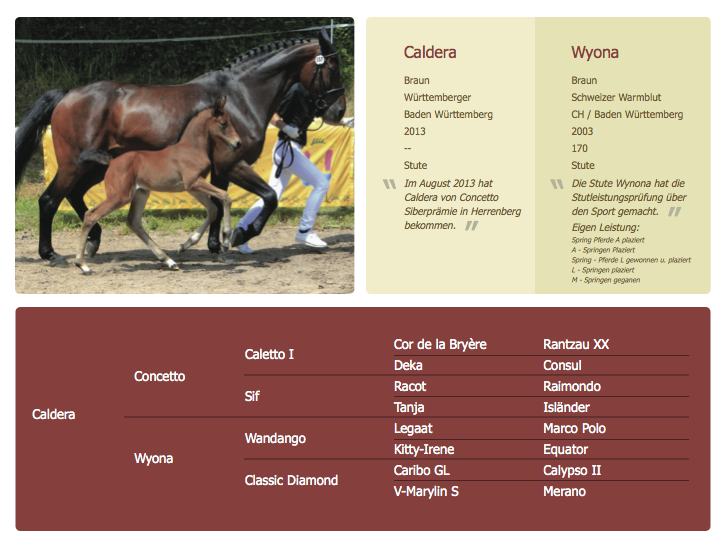 Caldera
Braun
Württemberger
Baden Württemberg
2013
--
Stute
" Im August 2013 hat
Caldera von Concetto
Siberprämie in Herrenberg
bekommen. "
Wyona
Braun
Schweizer Warmblut
CH / Baden Württemberg
2003
170
Stute
" Die Stute Wynona hat die
Stutleistungsprüfung über
den Sport gemacht. "
Eigen Leistung:
Spring Pferde A plaziert
A - Springen Plaziert
Spring - Pferde L gewonnen u. plaziert
L - Springen plaziert
M - Springen geganen
Caldera
Concetto
Wyona
Caletto I
Sif
Wandango
Classic Diamond
Cor de la Bryère
Deka
Racot
Tanja
Legaat
Kitty-Irene
Caribo GL
V-Marylin S
Rantzau XX
Consul
Raimondo
Isländer
Marco Polo
Equator
Calypso II
Merano